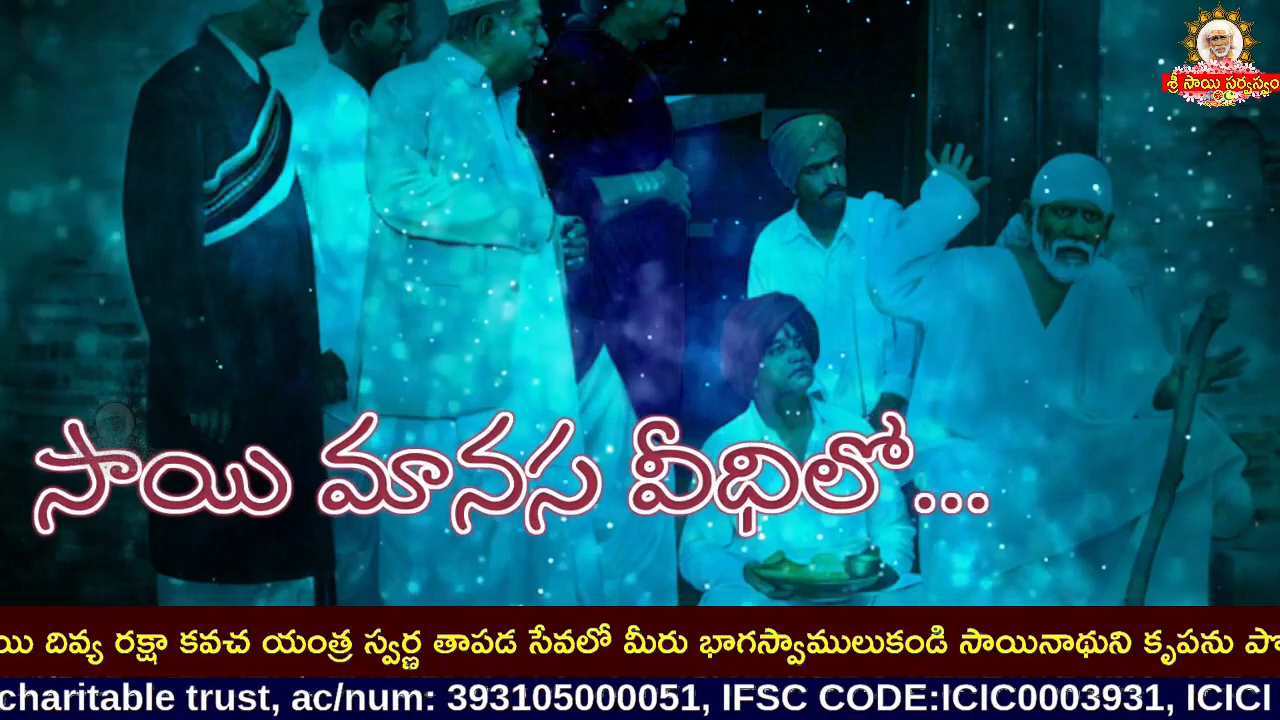 శ్రీ సాయి సర్వస్వం
సాయి మానస వీధిలో...
యి దివ్య రక్షా కవచ యంత్ర స్వర్ణ తాపడ సేవలో మీరు భాగస్వాములుకండి సాయినాథుని కృపను పొ
charitable trust, ac/num: 393105000051, IFSC CODE:ICIC0003931, ICICI